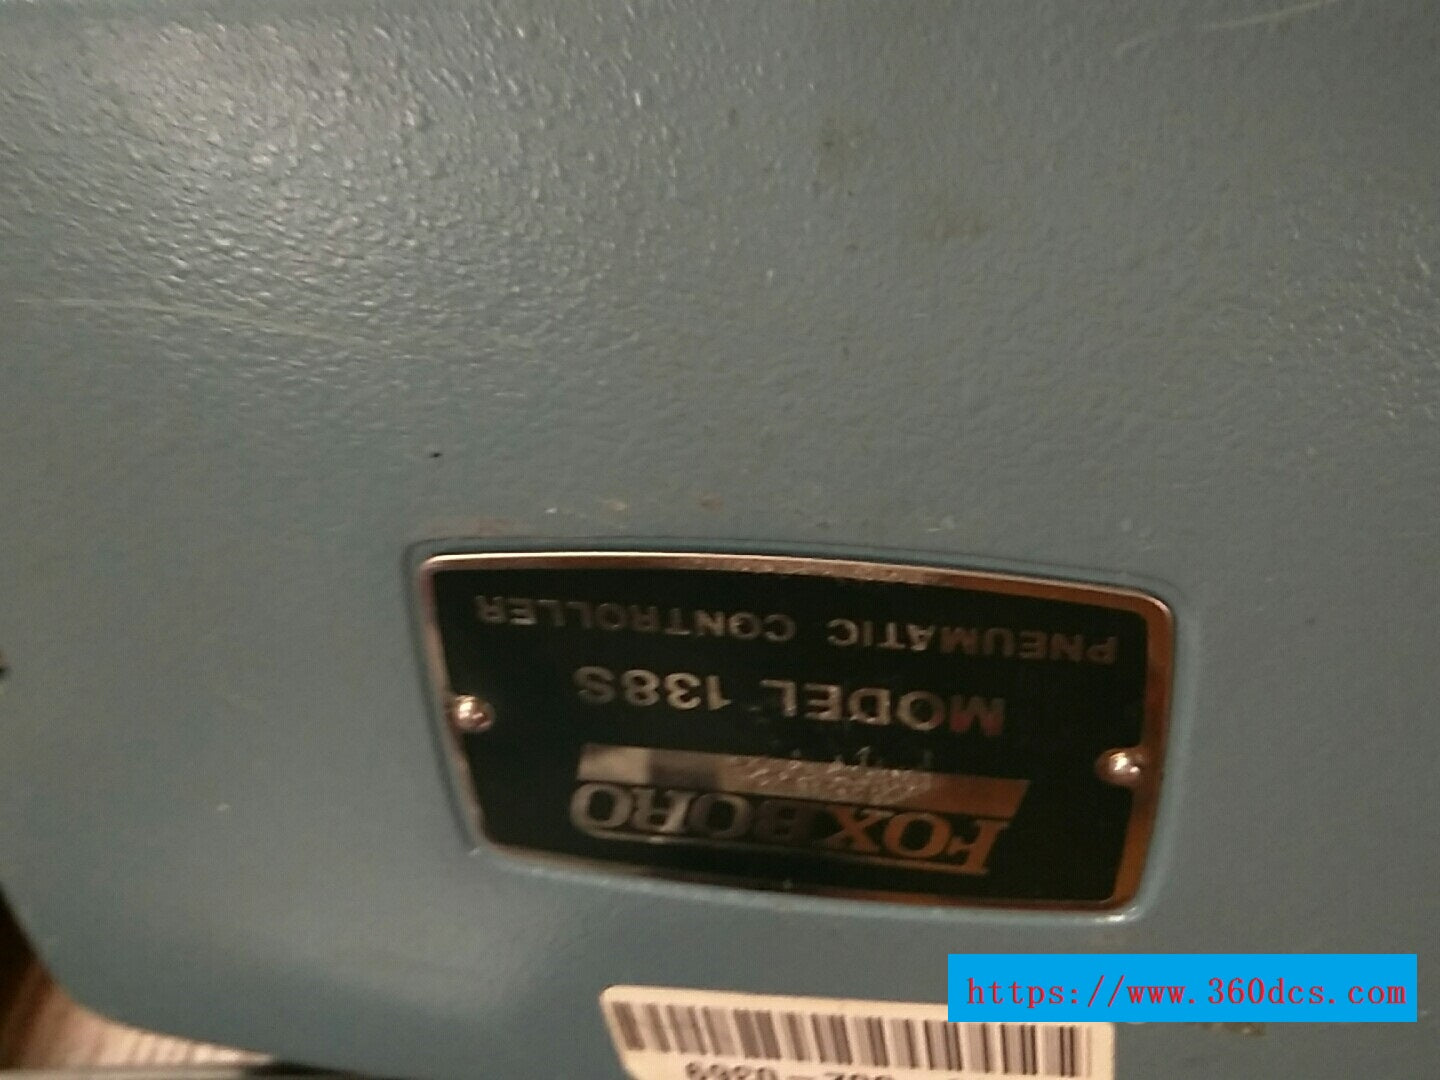 FOXBORO
MODEL 138S
PNEUMATIC CONTROLLER
https://www.360dcs.com